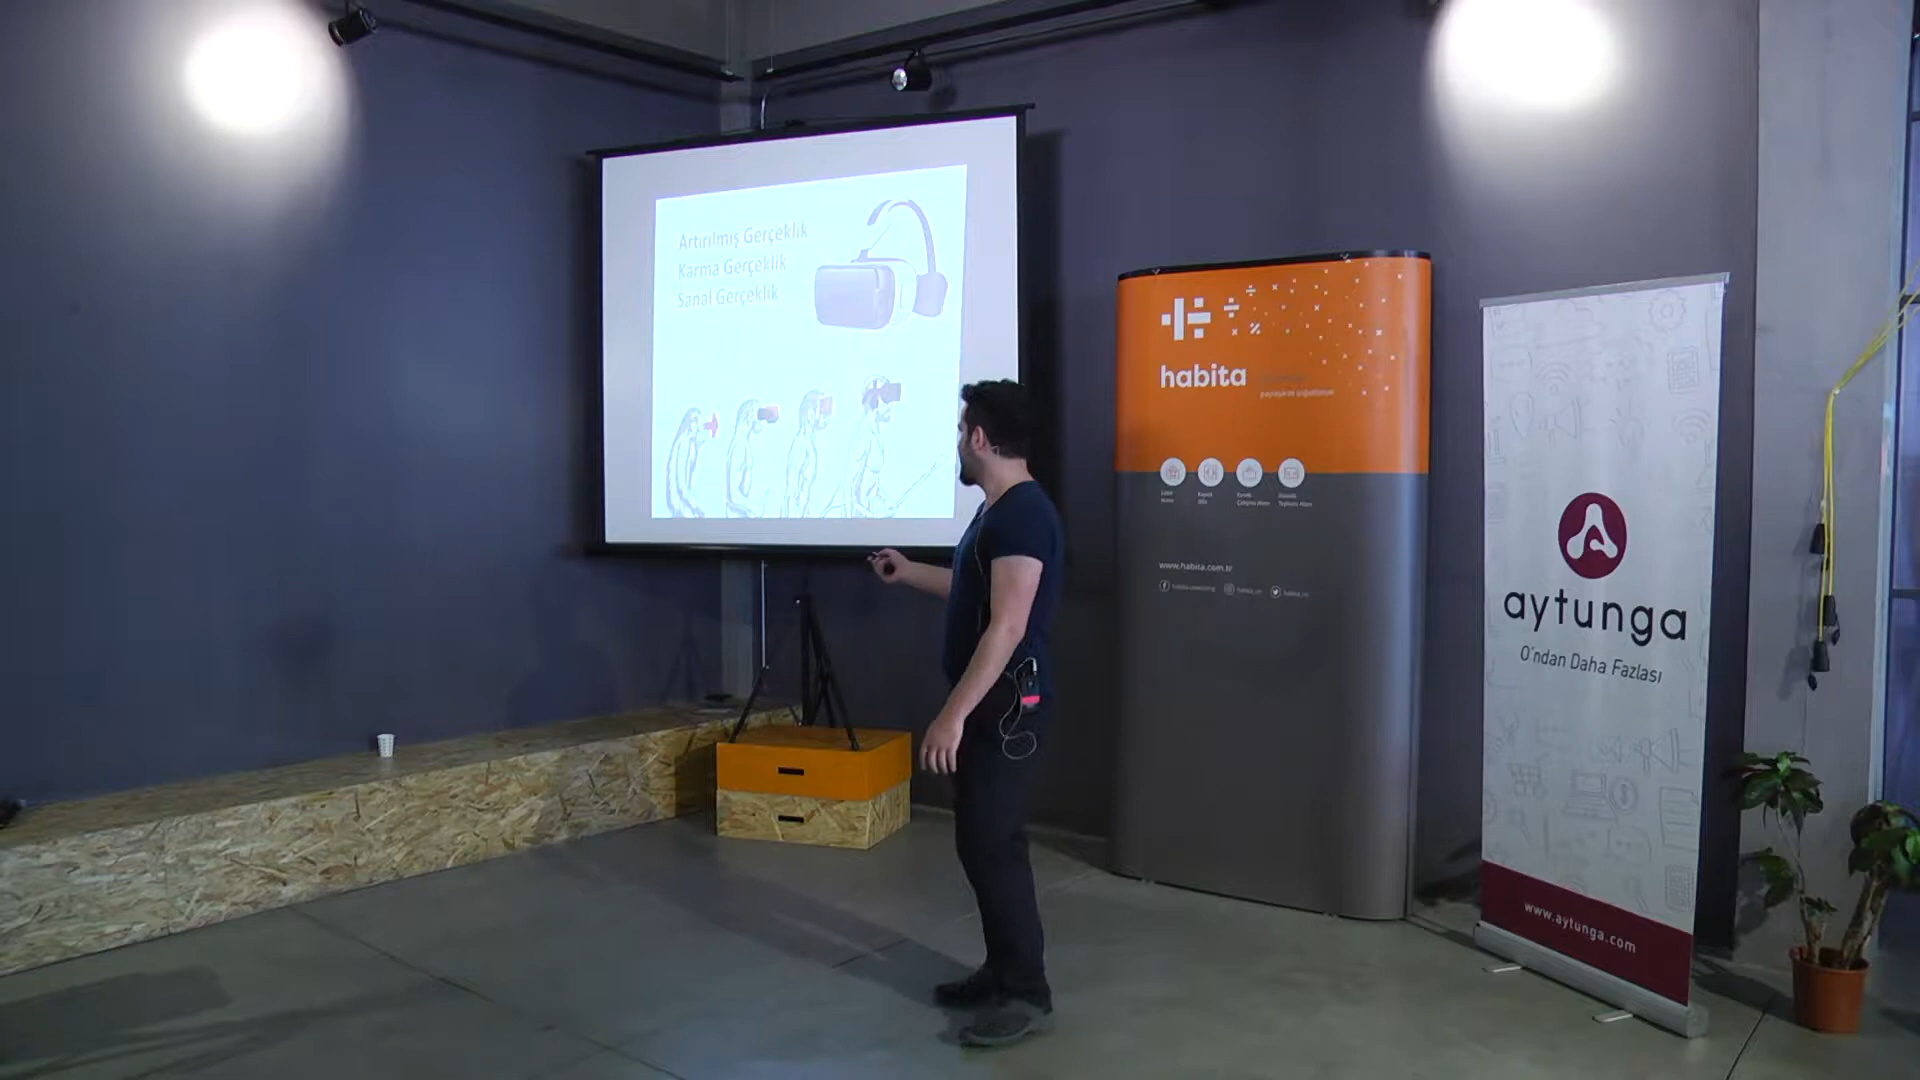 Artırılmış Gerçeklik
Karma Gerçeklik
Sanal Gerçeklik
habita
www.habita.com.tr
aytunga
O'ndan Daha Fazlası
www.aytunga.com